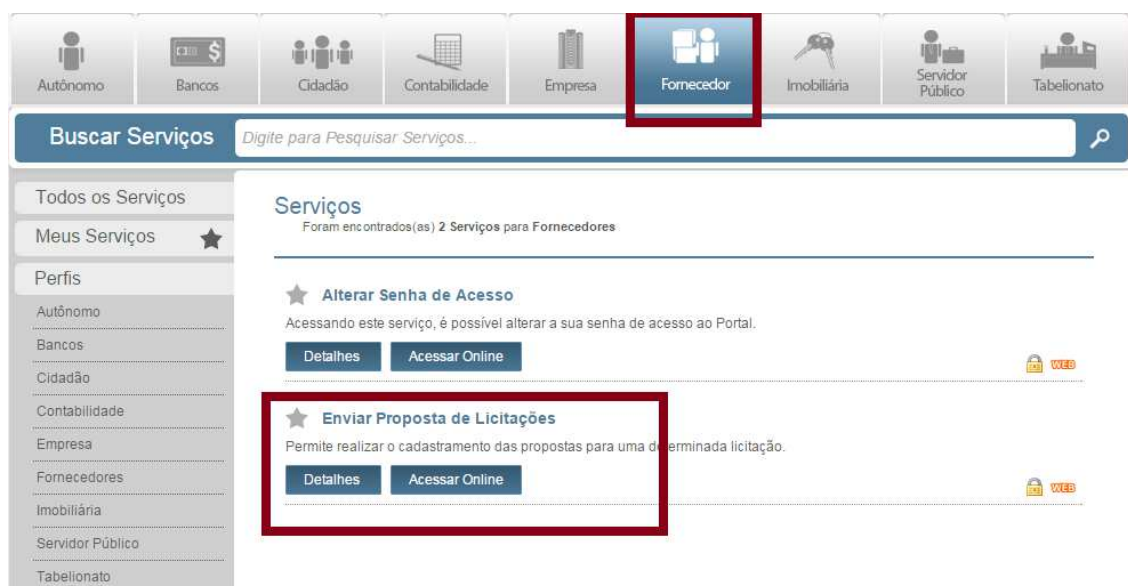 Autônomo
Bancos
Cidadão
Contabilidade
Empresa
Fornecedor
Imobiliária
Servidor
Público
Tabelionato
Buscar Serviços
Digite para Pesquisar Serviços...
Todos os Serviços
Meus Serviços
Perfis
Autônomo
Bancos
Cidadão
Contabilidade
Empresa
Fornecedores
Imobiliária
Servidor Público
Tabelionato
Serviços
Foram encontrados(as) 2 Serviços para Fornecedores
Alterar Senha de Acesso
Acessando este serviço, é possível alterar a sua senha de acesso ao Portal.
Detalhes
Acessar Online
WEB
Enviar Proposta de Licitações
Permite realizar o cadastramento das propostas para uma determinada licitação.
Detalhes
Acessar Online
WEB